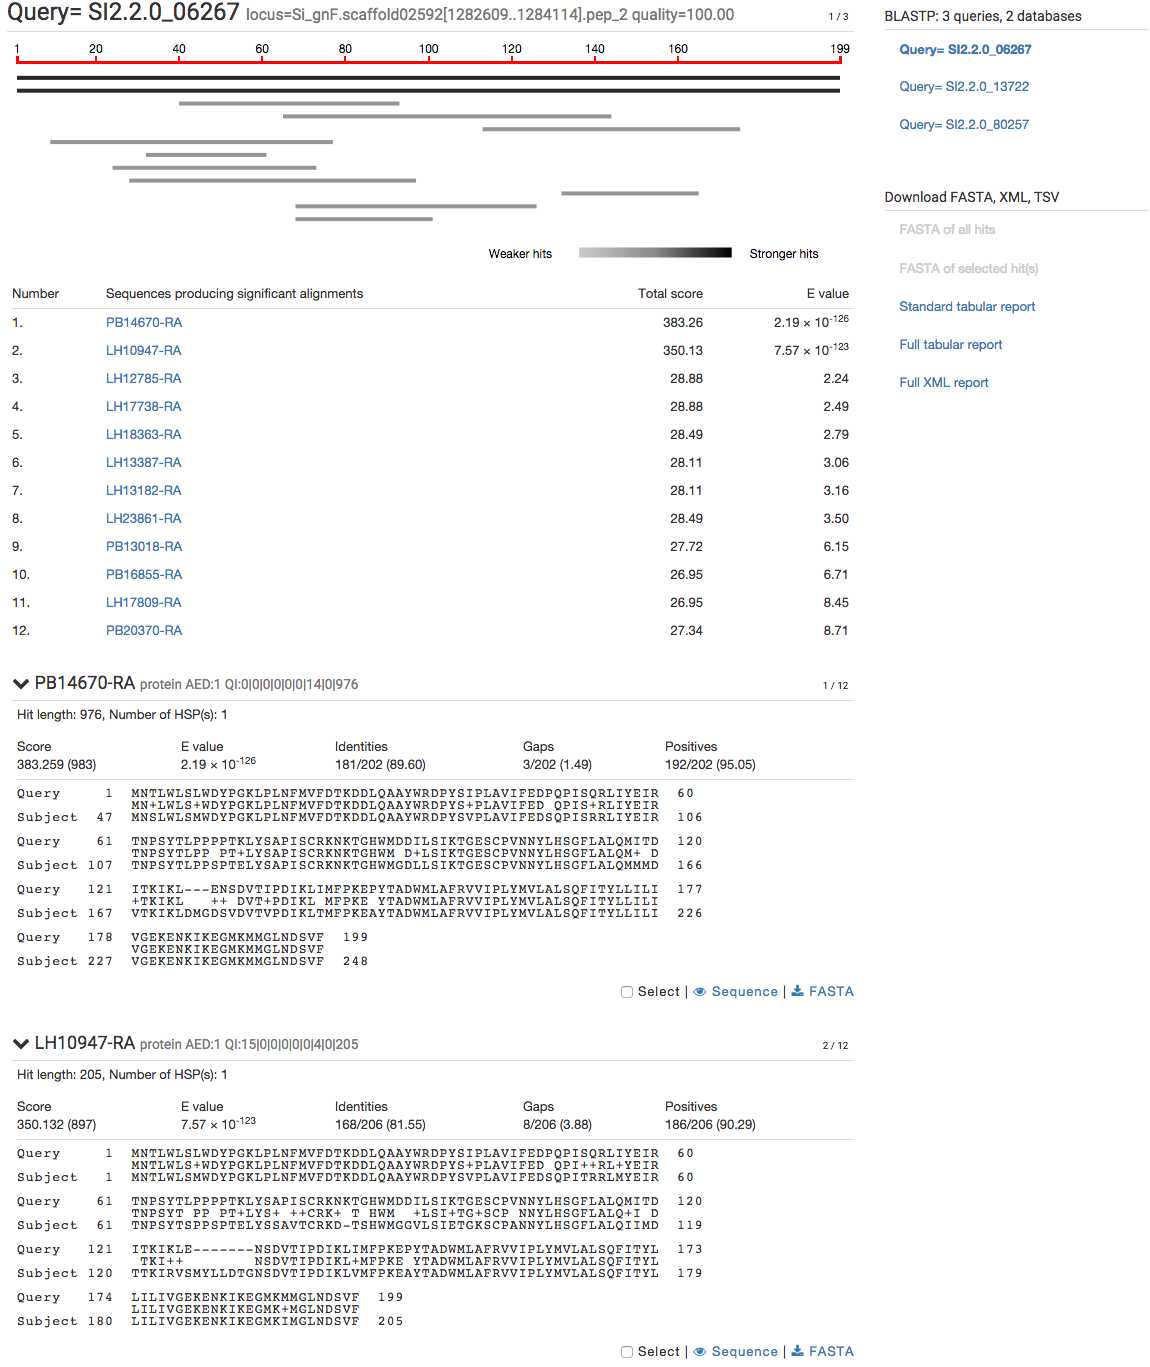 Query= SI2.2.0_06267 locus=Si_gnF.scaffold02592[1282609..1284114].pep_2 quality=100.00 1 / 3
1 20 40 60 80 100 120 140 160 199
Weaker hits Stronger hits
Number Sequences producing significant alignments Total score E value
1. PB14670-RA 383.26 2.19 × 10-126
2. LH10947-RA 350.13 7.57 × 10-123
3. LH12785-RA 28.88 2.24
4. LH17738-RA 28.88 2.49
5. LH18363-RA 28.49 2.79
6. LH13387-RA 28.11 3.06
7. LH13182-RA 28.11 3.16
8. LH23861-RA 28.49 3.50
9. PB13018-RA 27.72 6.15
10. PB16855-RA 26.95 6.71
11. LH17809-RA 26.95 8.45
12. PB20370-RA 27.34 8.71
PB14670-RA protein AED:1 QI:0|0|0|0|0|0|14|0|976 1 / 12
Hit length: 976, Number of HSP(s): 1
Score E value Identities Gaps Positives
383.259 (983) 2.19 × 10-126 181/202 (89.60) 3/202 (1.49) 192/202 (95.05)
Query 1 MNTLWLSLWDYPGKLPLNFMVFDTKDDLQAAYWRDPYSIPLAVIFEDPQPISQRLIYEIR 60
MN+LWLS+WDYPGKLPLNFMVFDTKDDLQAAYWRDPYS+PLAVIFED QPIS+RLIYEIR
Subject 47 MNSLWLSMWDYPGKLPLNFMVFDTKDDLQAAYWRDPYSVPLAVIFEDSQPISRRLIYEIR 106
Query 61 TNPSYTLPPPPTKLYSAPISCRKNKTGHWMDDILSIKTGESCPVNNYLHSGFLALQMITD 120
TNPSYTLPP PT+LYSAPISCRKNKTGHWM D+LSIKTGESCPVNNYLHSGFLALQM+ D
Subject 107 TNPSYTLPPSPTELYSAPISCRKNKTGHWMGDLLSIKTGESCPVNNYLHSGFLALQMMMD 166
Query 121 ITKIKL---ENSDVTIPDIKLIMFPKEPYTADWMLAFRVVIPLYMVLALSQFITYLLILI 177
+TKIKL   ++ DVT+PDIKL MFPKE YTADWMLAFRVVIPLYMVLALSQFITYLLILI
Subject 167 VTKIKLDMGDSVDVTVPDIKLTMFPKEAYTADWMLAFRVVIPLYMVLALSQFITYLLILI 226
Query 178 VGEKENKIKEGMKMMGLNDSVF 199
VGEKENKIKEGMKMMGLNDSVF
Subject 227 VGEKENKIKEGMKMMGLNDSVF 248
Select | Sequence | FASTA
LH10947-RA protein AED:1 QI:15|0|0|0|0|0|4|0|205 2 / 12
Hit length: 205, Number of HSP(s): 1
Score E value Identities Gaps Positives
350.132 (897) 7.57 × 10-123 168/206 (81.55) 8/206 (3.88) 186/206 (90.29)
Query 1 MNTLWLSLWDYPGKLPLNFMVFDTKDDLQAAYWRDPYSIPLAVIFEDPQPISQRLIYEIR 60
MNTLWLS+WDYPGKLPLNFMVFDTKDDLQAAYWRDPYS+PLAVIFED QPI++RL+YEIR
Subject 1 MNTLWLSMWDYPGKLPLNFMVFDTKDDLQAAYWRDPYSVPLAVIFEDSQPITRRLMYEIR 60
Query 61 TNPSYTLPPPPTKLYSAPISCRKNKTGHWMDDILSIKTGESCPVNNYLHSGFLALQMITD 120
TNPSYT PP PT+LYS+ ++CRK+ T HWM  +LSI+TG+SCP NNYLHSGFLALQ+I D
Subject 61 TNPSYTSPPSPTELYSSAVTCRKD-TSHWMGGVLSIETGKSCPANNYLHSGFLALQIIMD 119
Query 121 ITKIKLE-------NSDVTIPDIKLIMFPKEPYTADWMLAFRVVIPLYMVLALSQFITYL 173
TKI++        NSDVTIPDIKL+MFPKE YTADWMLAFRVVIPLYMVLALSQFITYL
Subject 120 TTKIRVSMYLLDTGNSDVTIPDIKLVMFPKEAYTADWMLAFRVVIPLYMVLALSQFITYL 179
Query 174 LILIVGEKENKIKEGMKMMGLNDSVF 199
LILIVGEKENKIKEGMK+MGLNDSVF
Subject 180 LILIVGEKENKIKEGMKIMGLNDSVF 205
Select | Sequence | FASTA
BLASTP: 3 queries, 2 databases
Query= SI2.2.0_06267
Query= SI2.2.0_13722
Query= SI2.2.0_80257
Download FASTA, XML, TSV
FASTA of all hits
FASTA of selected hit(s)
Standard tabular report
Full tabular report
Full XML report